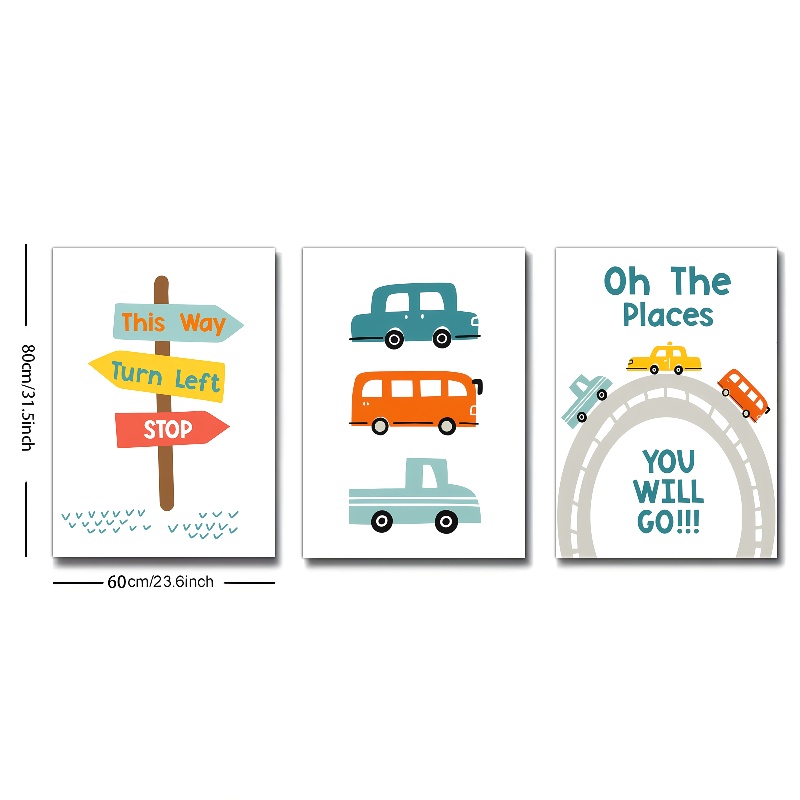 This Way
Turn Left
STOP
Oh The
Places
YOU
WILL
GO!!!
80cm/31.5inch
60cm/23.6inch